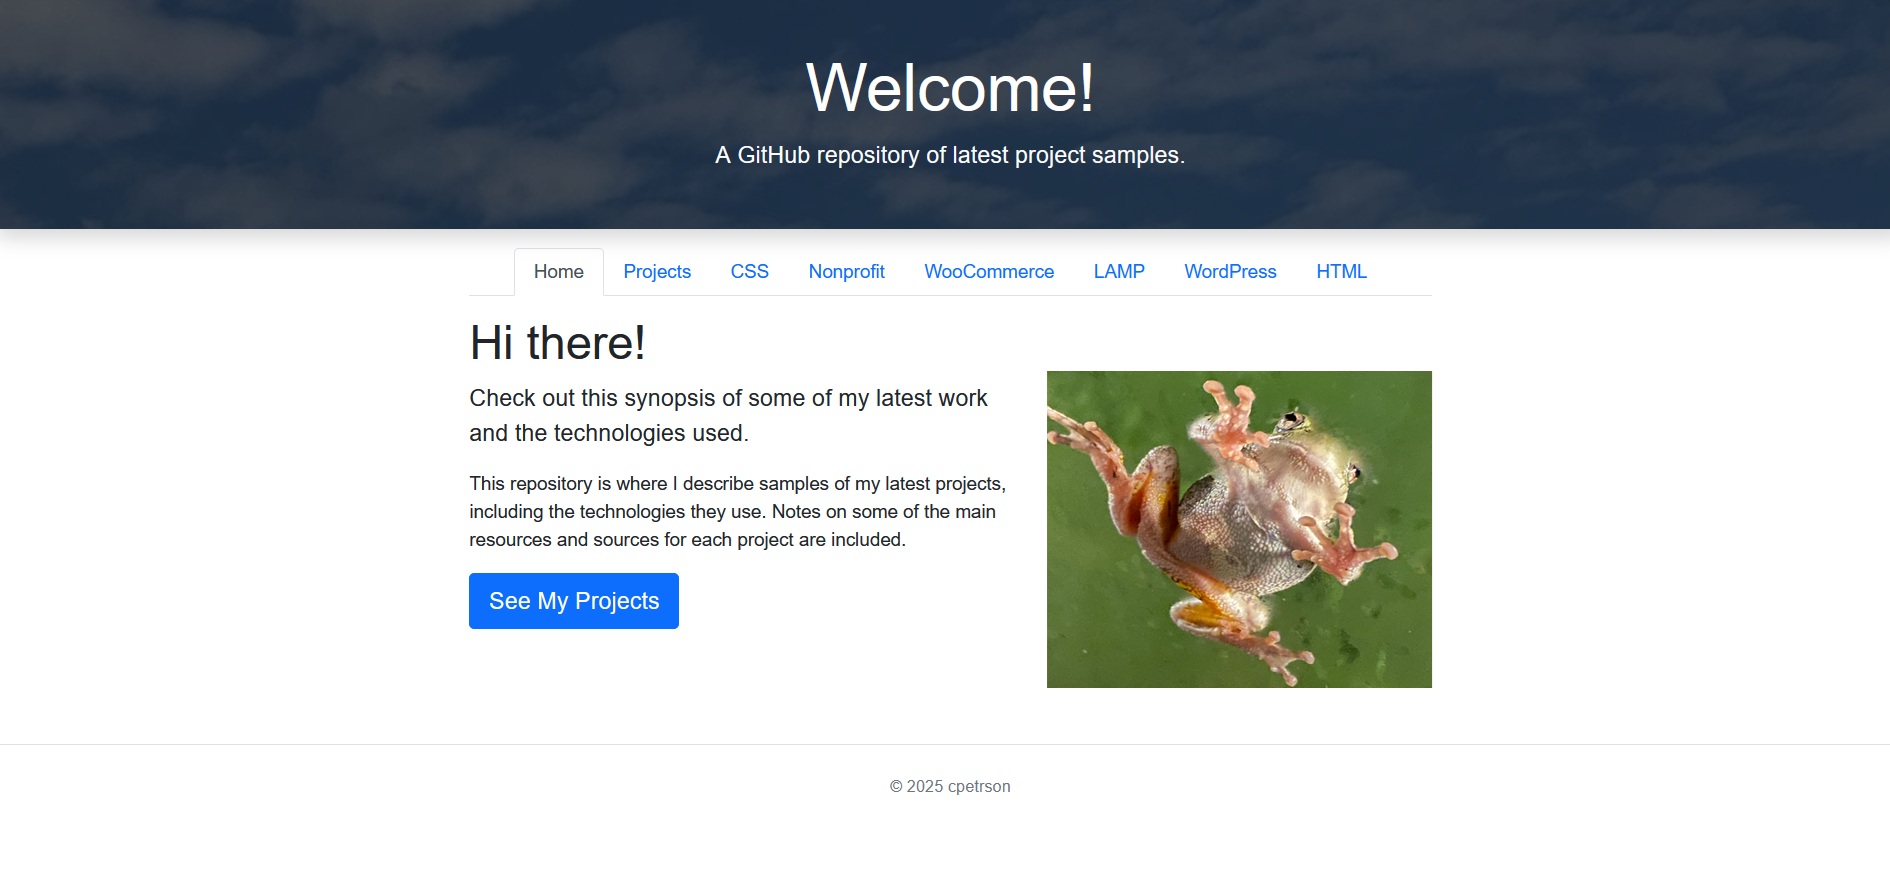 Welcome!
A GitHub repository of latest project samples.
Home Projects CSS Nonprofit WooCommerce LAMP WordPress HTML
Hi there!
Check out this synopsis of some of my latest work
and the technologies used.
This repository is where I describe samples of my latest projects,
including the technologies they use. Notes on some of the main
resources and sources for each project are included.
See My Projects
© 2025 cpetrson